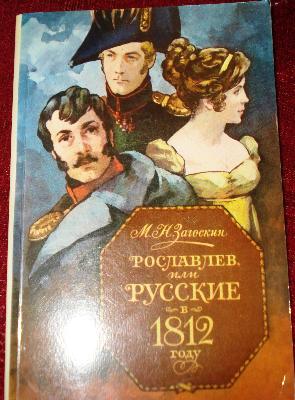 М. Н. Загоскин
РОСЛАВЛЕВ,
или
РУССКИЕ
в
1812
году